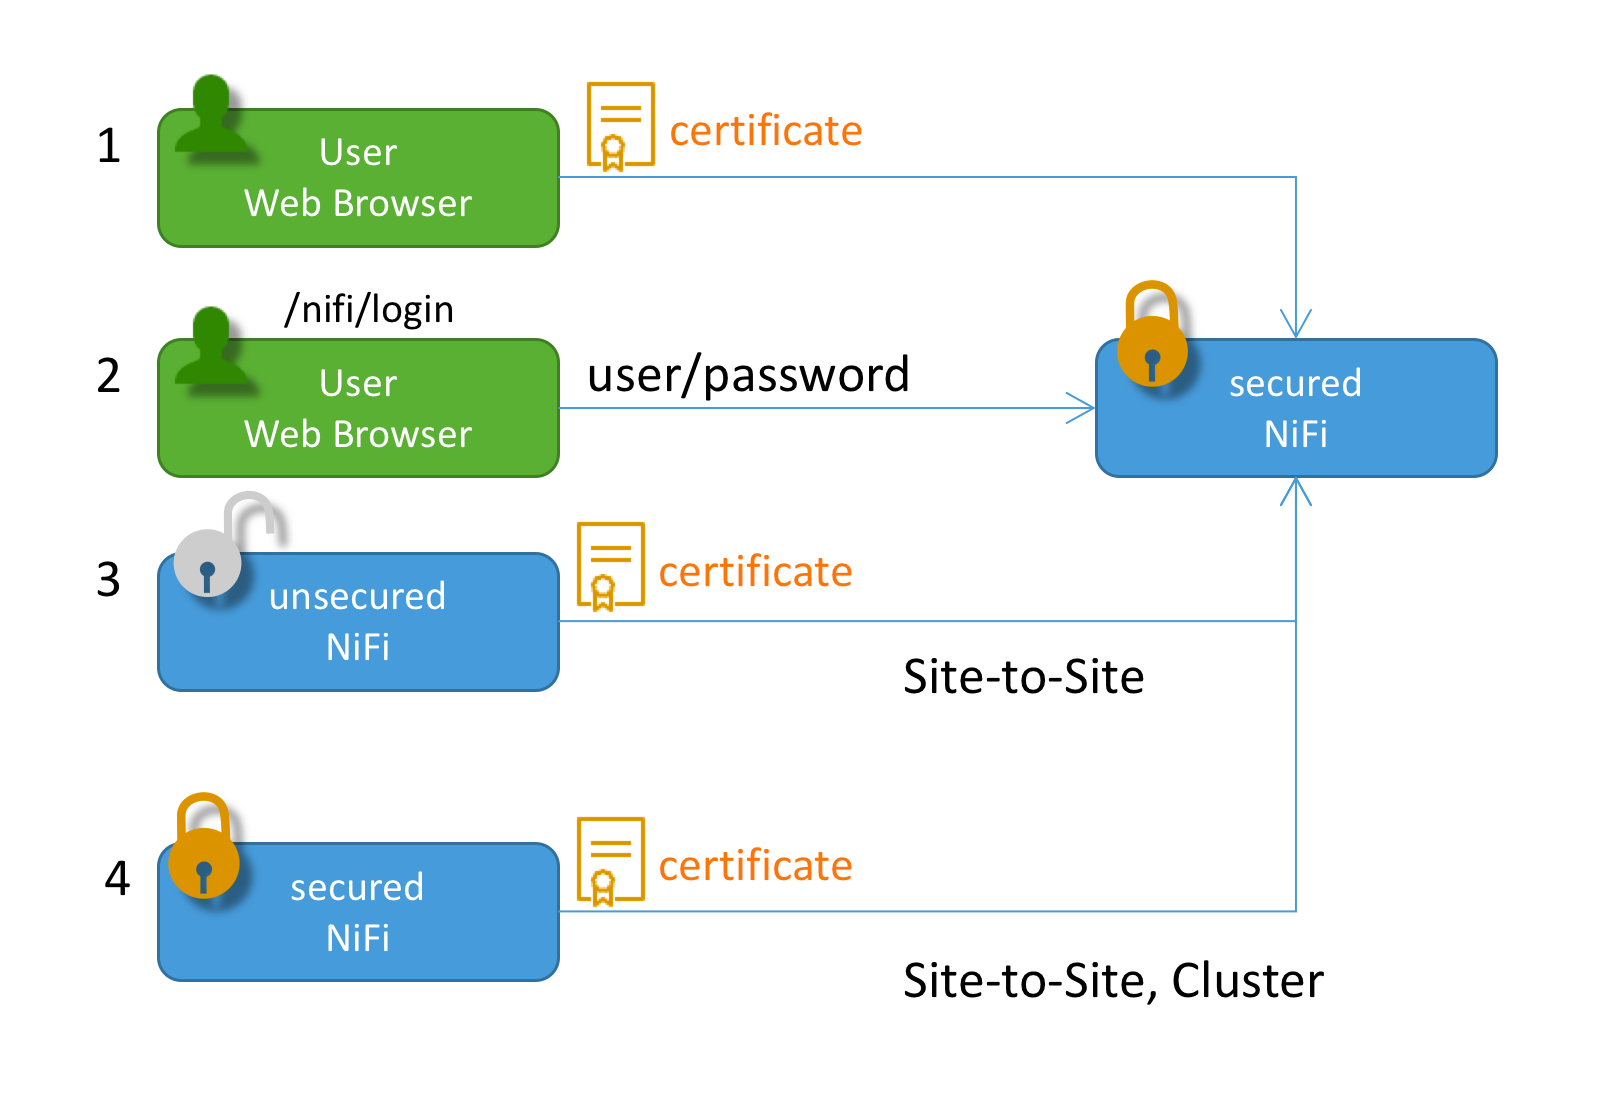 1
User
Web Browser
certificate
/nifi/login
2
User
Web Browser
user/password
secured
NiFi
3
unsecured
NiFi
certificate
Site-to-Site
4
secured
NiFi
certificate
Site-to-Site, Cluster